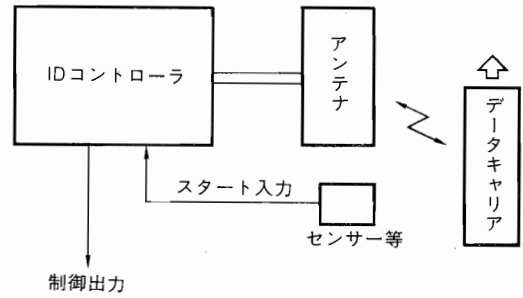 IDコントローラ
アンテナ
データキャリア
スタート入力
センサー等
制御出力